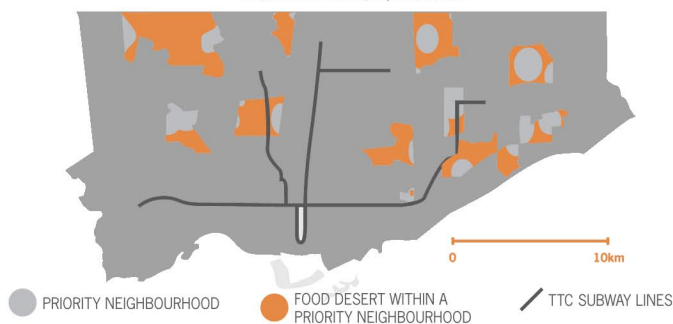 0
10km
PRIORITY NEIGHBOURHOOD
FOOD DESERT WITHIN A
PRIORITY NEIGHBOURHOOD
TTC SUBWAY LINES